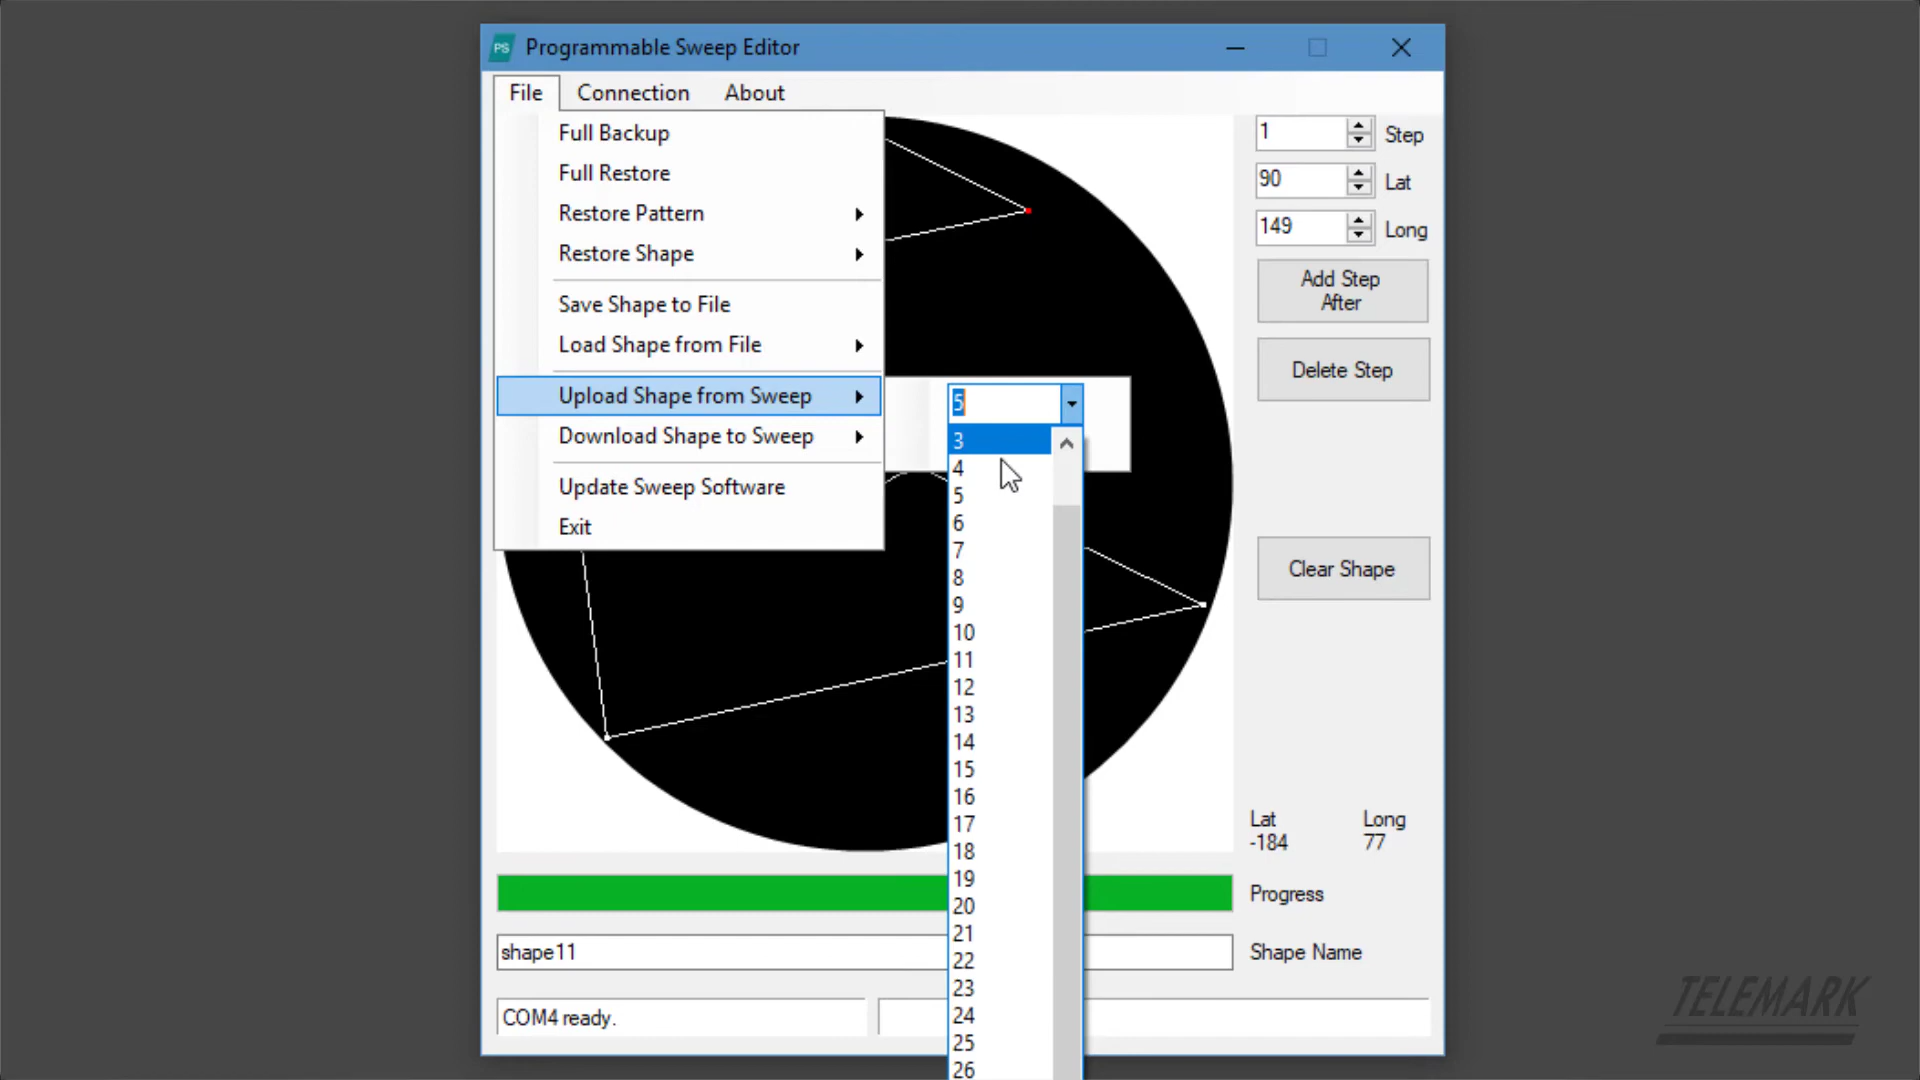 PS Programmable Sweep Editor
File Connection About
Full Backup
Full Restore
Restore Pattern
Restore Shape
Save Shape to File
Load Shape from File
Upload Shape from Sweep
Download Shape to Sweep
Update Sweep Software
Exit
5
3
4
5
6
7
8
9
10
11
12
13
14
15
16
17
18
19
20
21
22
23
24
25
26
1 Step
90 Lat
149 Long
Add Step
After
Delete Step
Clear Shape
Lat Long
-184 77
Progress
shape11 Shape Name
COM4 ready.
TELEMARK